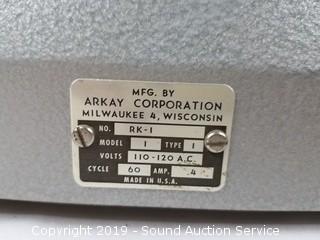 MFG. BY
ARKAY CORPORATION
MILWAUKEE 4, WISCONSIN
NO. RK-1
MODEL 1 TYPE 1
VOLTS 110-120 A.C.
CYCLE 60 AMP. .4
MADE IN U.S.A.
Copyright 2019 - Sound Auction Service